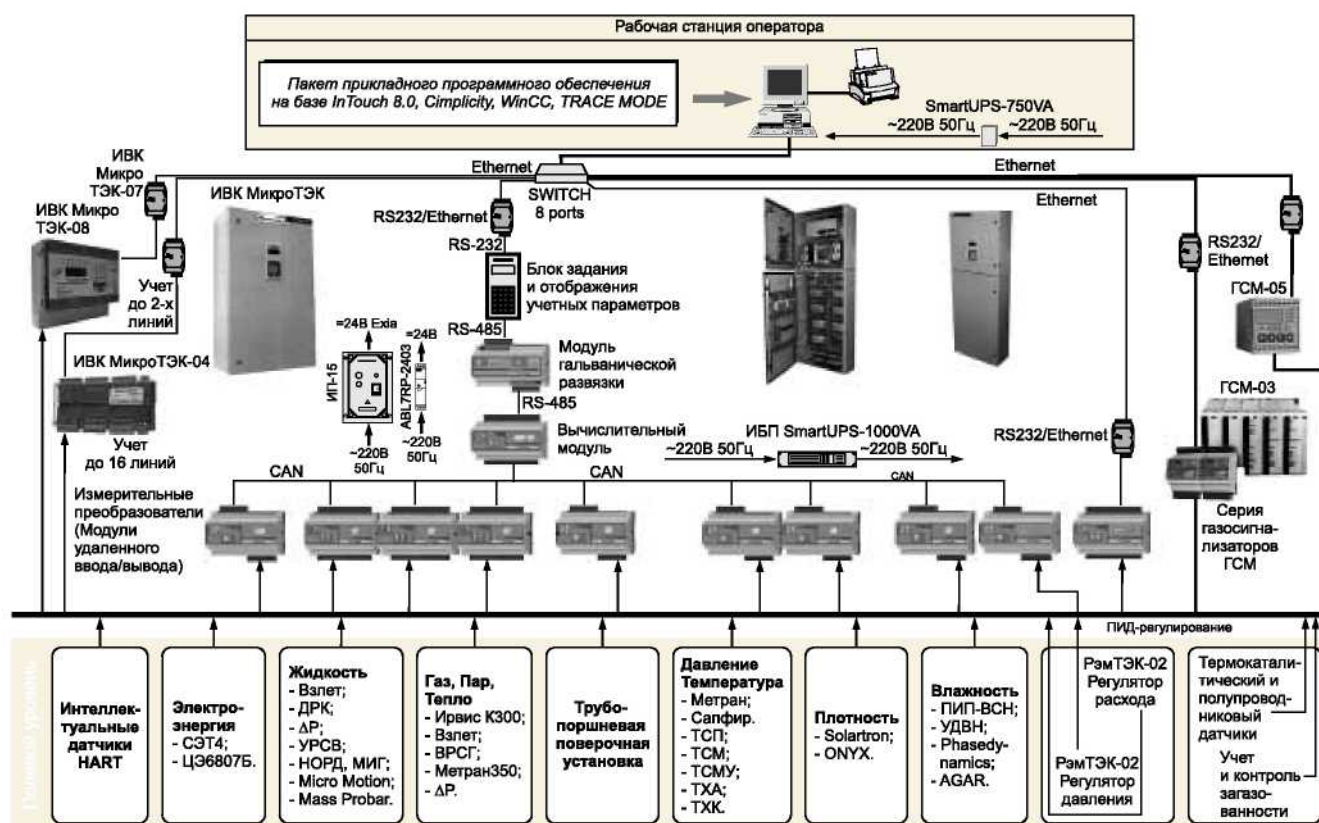 Рабочая станция оператора
Пакет прикладного программного обеспечения
на базе InTouch 8.0, Cimplicity, WinCC, TRACE MODE
SmartUPS-750VA
~220В 50Гц
~220В 50Гц
ИВК
Микро
ТЭК-07
ИВК Микро
ТЭК-08
ИВК МикроТЭК
Ethernet
SWITCH
8 ports
Ethernet
Ethernet
RS232/Ethernet
RS-232
Блок задания
и отображения
учетных параметров
RS232/
Ethernet
ГСМ-05
Учет
до 2-х
линий
ИВК МикроТЭК-04
=24В Exia
=24В
ИП-15
ABL7RP-2403
~220В
50Гц
~220В
50Гц
RS-485
Модуль
гальванической
развязки
RS-485
Вычислительный
модуль
ГСМ-03
ИБП SmartUPS-1000VA
~220В 50Гц
~220В 50Гц
RS232/Ethernet
Учет
до 16 линий
CAN
CAN
CAN
Измерительные
преобразователи
(Модули
удаленного
ввода/вывода)
Серия
газосигна-
лизаторов
ГСМ
ПИД-регулирование
Полевой уровень
Интеллек-
туальные
датчики
HART
Электро-
энергия
- СЭТ4;
- ЦЭ6807Б.
Жидкость
- Взлет;
- ДРК;
- ΔР;
- УРСВ;
- НОРД, МИГ;
- Micro Motion;
- Mass Probar.
Газ, Пар,
Тепло
- Ирвис К300;
- Взлет;
- ВРСГ;
- Метран350;
- ΔР.
Трубо-
поршневая
поверочная
установка
Давление
Температура
- Метран;
- Сапфир.
- ТСП;
- ТСМ;
- ТСМУ;
- ТХА;
- ТХК.
Плотность
- Solartron;
- ONYX.
Влажность
- ПИП-ВСН;
- УДВН;
- Phasedy-
namics;
- AGAR.
РэмТЭК-02
Регулятор
расхода
РэмТЭК-02
Регулятор
давления
Термокатали-
тический и
полупровод-
никовый
датчики
Учет
и контроль
загазо-
ванности